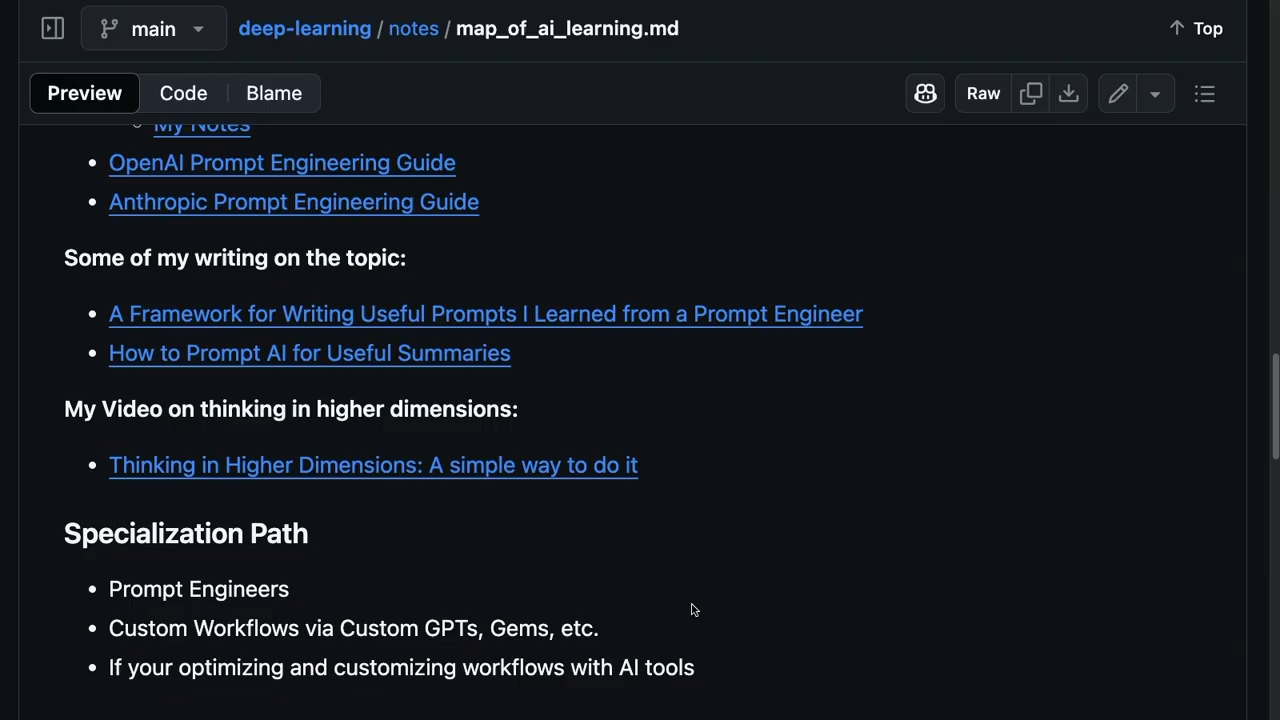 main
deep-learning / notes / map_of_ai_learning.md
Top
Preview
Code
Blame
Raw
My Notes
OpenAI Prompt Engineering Guide
Anthropic Prompt Engineering Guide
Some of my writing on the topic:
A Framework for Writing Useful Prompts I Learned from a Prompt Engineer
How to Prompt AI for Useful Summaries
My Video on thinking in higher dimensions:
Thinking in Higher Dimensions: A simple way to do it
Specialization Path
Prompt Engineers
Custom Workflows via Custom GPTs, Gems, etc.
If your optimizing and customizing workflows with AI tools